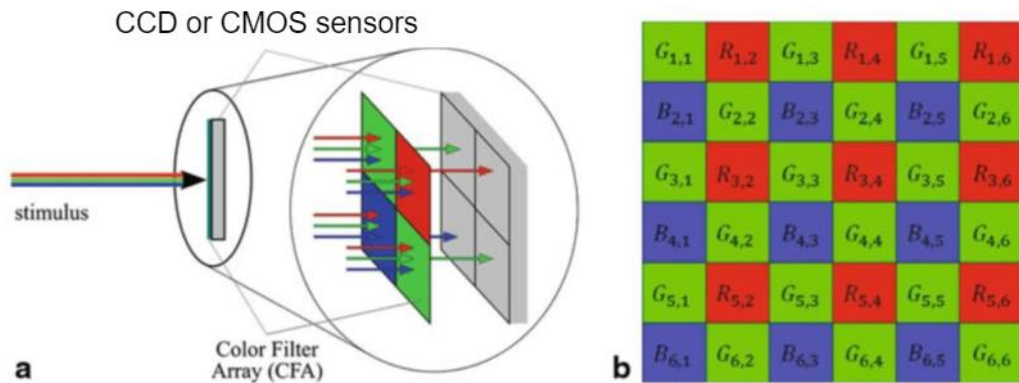 CCD or CMOS sensors
stimulus
Color Filter
Array (CFA)
a
G1,1 R1,2 G1,3 R1,4 G1,5 R1,6
B2,1 G2,2 B2,3 G2,4 B2,5 G2,6
G3,1 R3,2 G3,3 R3,4 G3,5 R3,6
B4,1 G4,2 B4,3 G4,4 B4,5 G4,6
G5,1 R5,2 G5,3 R5,4 G5,5 R5,6
B6,1 G6,2 B6,3 G6,4 B6,5 G6,6
b